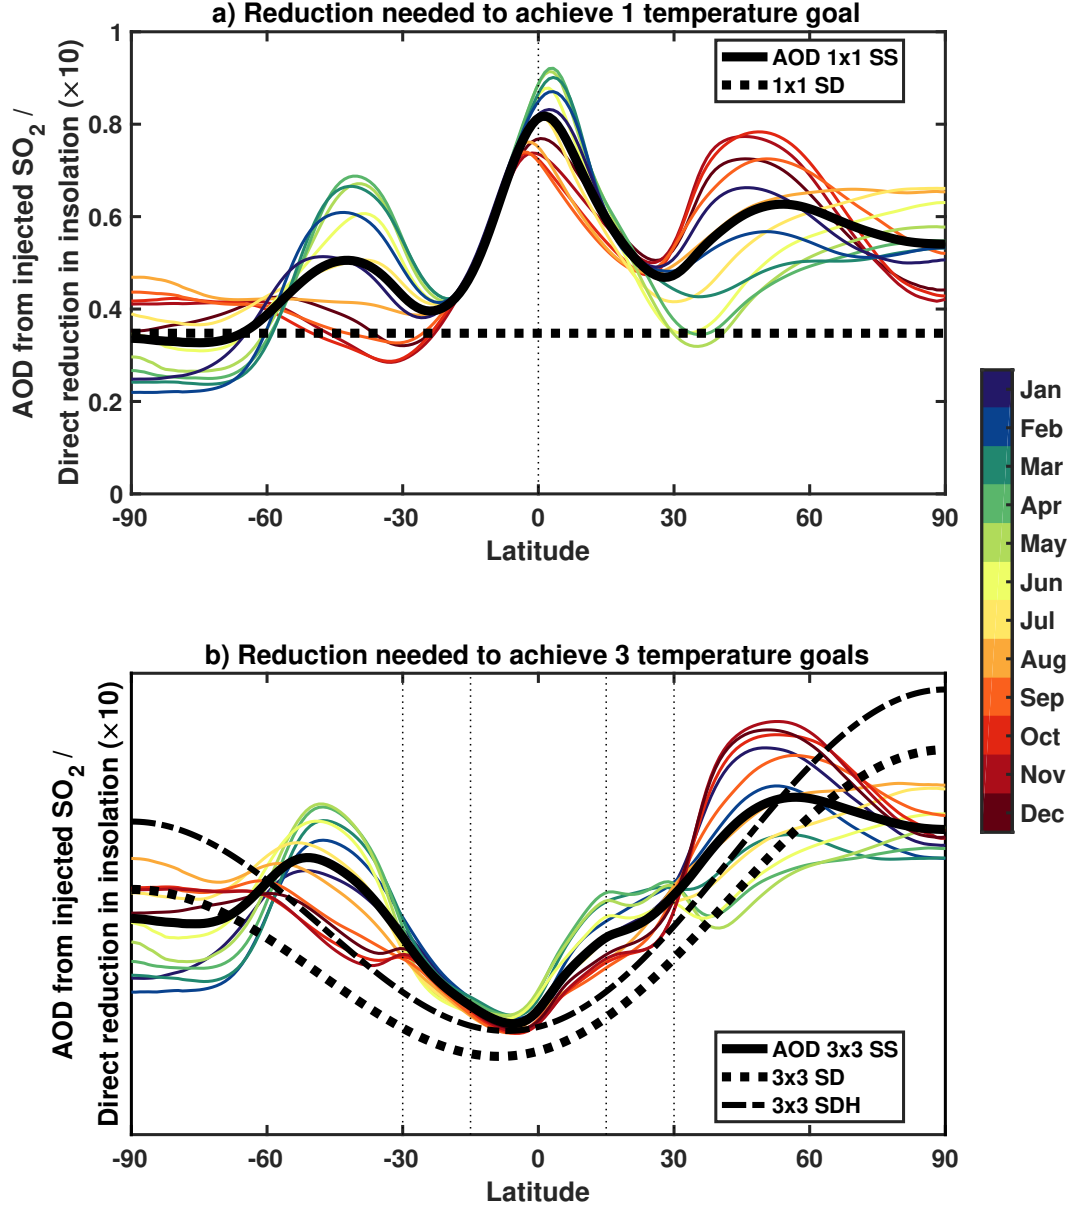 a) Reduction needed to achieve 1 temperature goal
AOD from injected SO2 /
Direct reduction in insolation (×10)
1
0.8
0.6
0.4
0.2
0
AOD 1x1 SS
1x1 SD
-90 -60 -30 0 30 60 90
Latitude
Jan
Feb
Mar
Apr
May
Jun
Jul
Aug
Sep
Oct
Nov
Dec
b) Reduction needed to achieve 3 temperature goals
AOD from injected SO2 /
Direct reduction in insolation (×10)
AOD 3x3 SS
3x3 SD
3x3 SDH
-90 -60 -30 0 30 60 90
Latitude